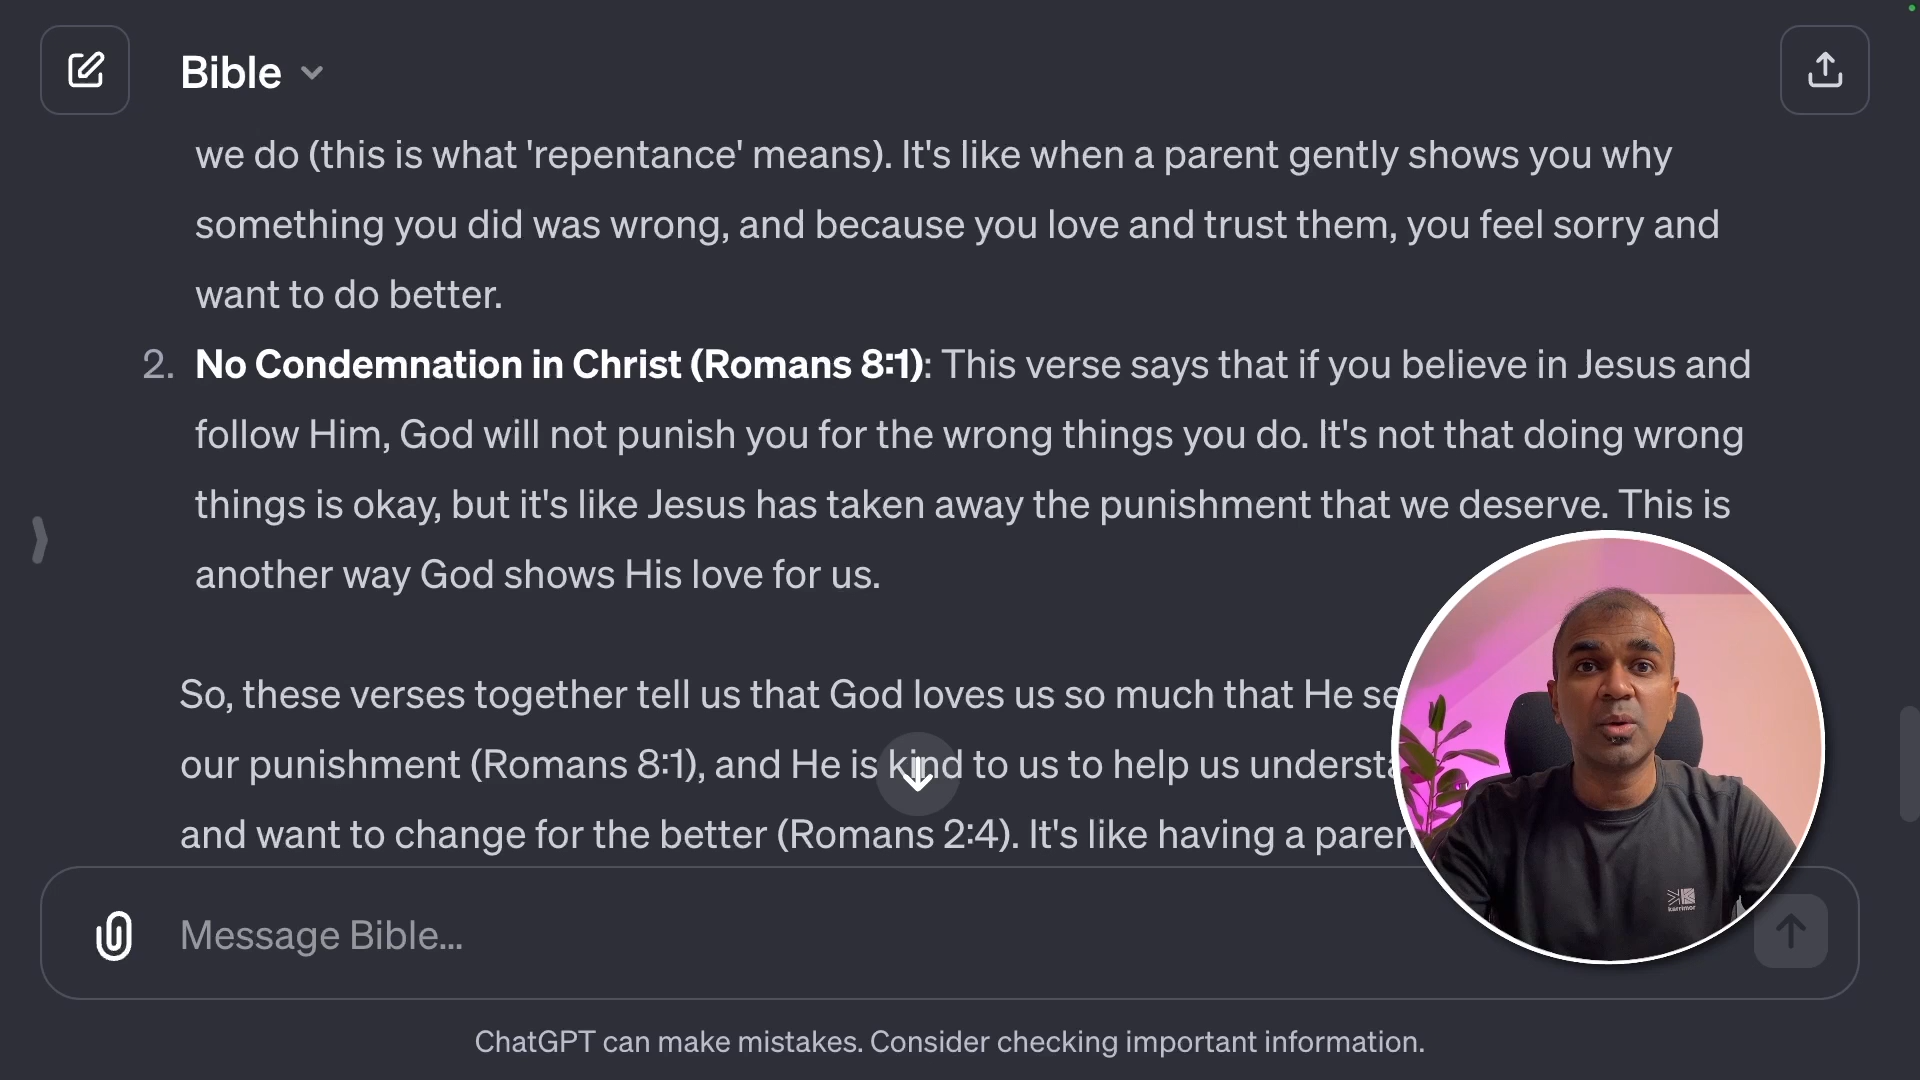 Bible
we do (this is what 'repentance' means). It's like when a parent gently shows you why
something you did was wrong, and because you love and trust them, you feel sorry and
want to do better.
2. No Condemnation in Christ (Romans 8:1): This verse says that if you believe in Jesus and
follow Him, God will not punish you for the wrong things you do. It's not that doing wrong
things is okay, but it's like Jesus has taken away the punishment that we deserve. This is
another way God shows His love for us.
So, these verses together tell us that God loves us so much that He
our punishment (Romans 8:1), and He is kind to us to help us
and want to change for the better (Romans 2:4). It's like having a
karrimor
Message Bible...
ChatGPT can make mistakes. Consider checking important information.